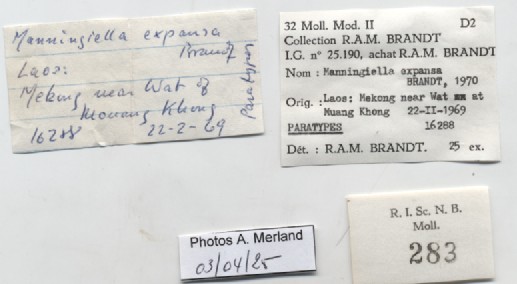 Manningiella expansa
Brandt
Laos:
Mekong near Wat of
Mouang Khong
16288 22-2-69
Paratypes
32 Moll. Mod. II D2
Collection R.A.M. BRANDT
I.G. n° 25.190, achat R.A.M. BRANDT
Nom : Manningiella expansa
BRANDT, 1970
Orig. : Laos: Mekong near Wat xx at
Muang Khong 22-II-1969
PARATYPES 16288
Dét. : R.A.M. BRANDT. 25 ex.
Photos A. Merland
03/04/25
R. I. Sc. N. B.
Moll.
283